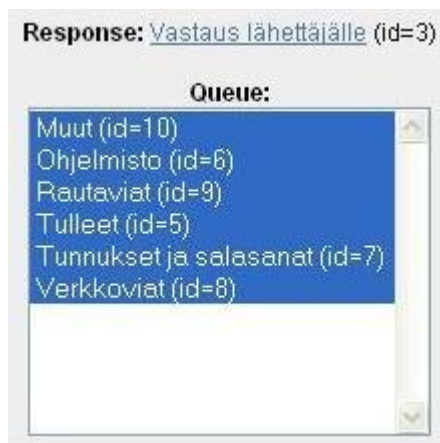 Response: Vastaus lähettäjälle (id=3)
Queue:
Muut (id=10)
Ohjelmisto (id=6)
Rautaviat (id=9)
Tulleet (id=5)
Tunnukset ja salasanat (id=7)
Verkkoviat (id=8)